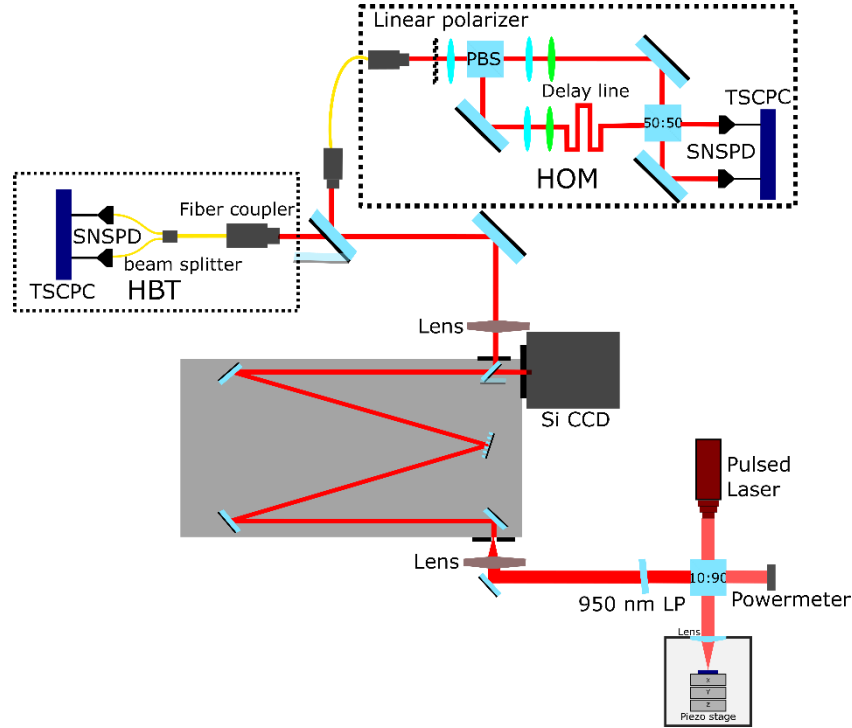 Linear polarizer
PBS
Delay line
TSCPC
50:50
SNSPD
HOM
Fiber coupler
SNSPD
beam splitter
TSCPC
HBT
Lens
Si CCD
Pulsed
Laser
Lens
10:90
950 nm LP
Powermeter
Lens
X
Y
Z
Piezo stage